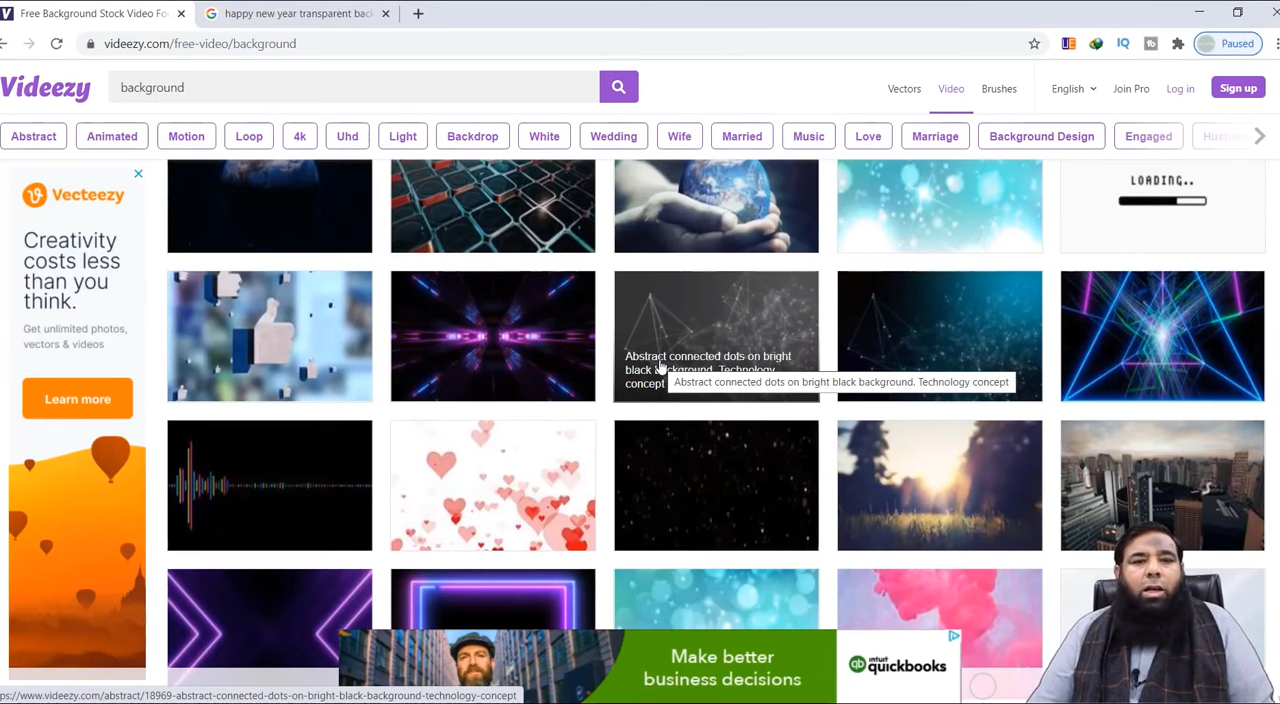 Free Background Stock Video Fo
happy new year transparent bac
videezy.com/free-video/background
Paused
Videezy
background
Vectors
Video
Brushes
English
Join Pro
Log in
Sign up
Abstract
Animated
Motion
Loop
4k
Uhd
Light
Backdrop
White
Wedding
Wife
Married
Music
Love
Marriage
Background Design
Engaged
Vecteezy
Creativity
costs less
than you
think.
Get unlimited photos,
vectors & videos
Learn more
LOADING..
Abstract connected dots on bright
black background. Technology
concept
Abstract connected dots on bright black background. Technology concept
Make better
business decisions
intuit
quickbooks
ps://www.videezy.com/abstract/18969-abstract-connected-dots-on-bright-black-background-technology-concept